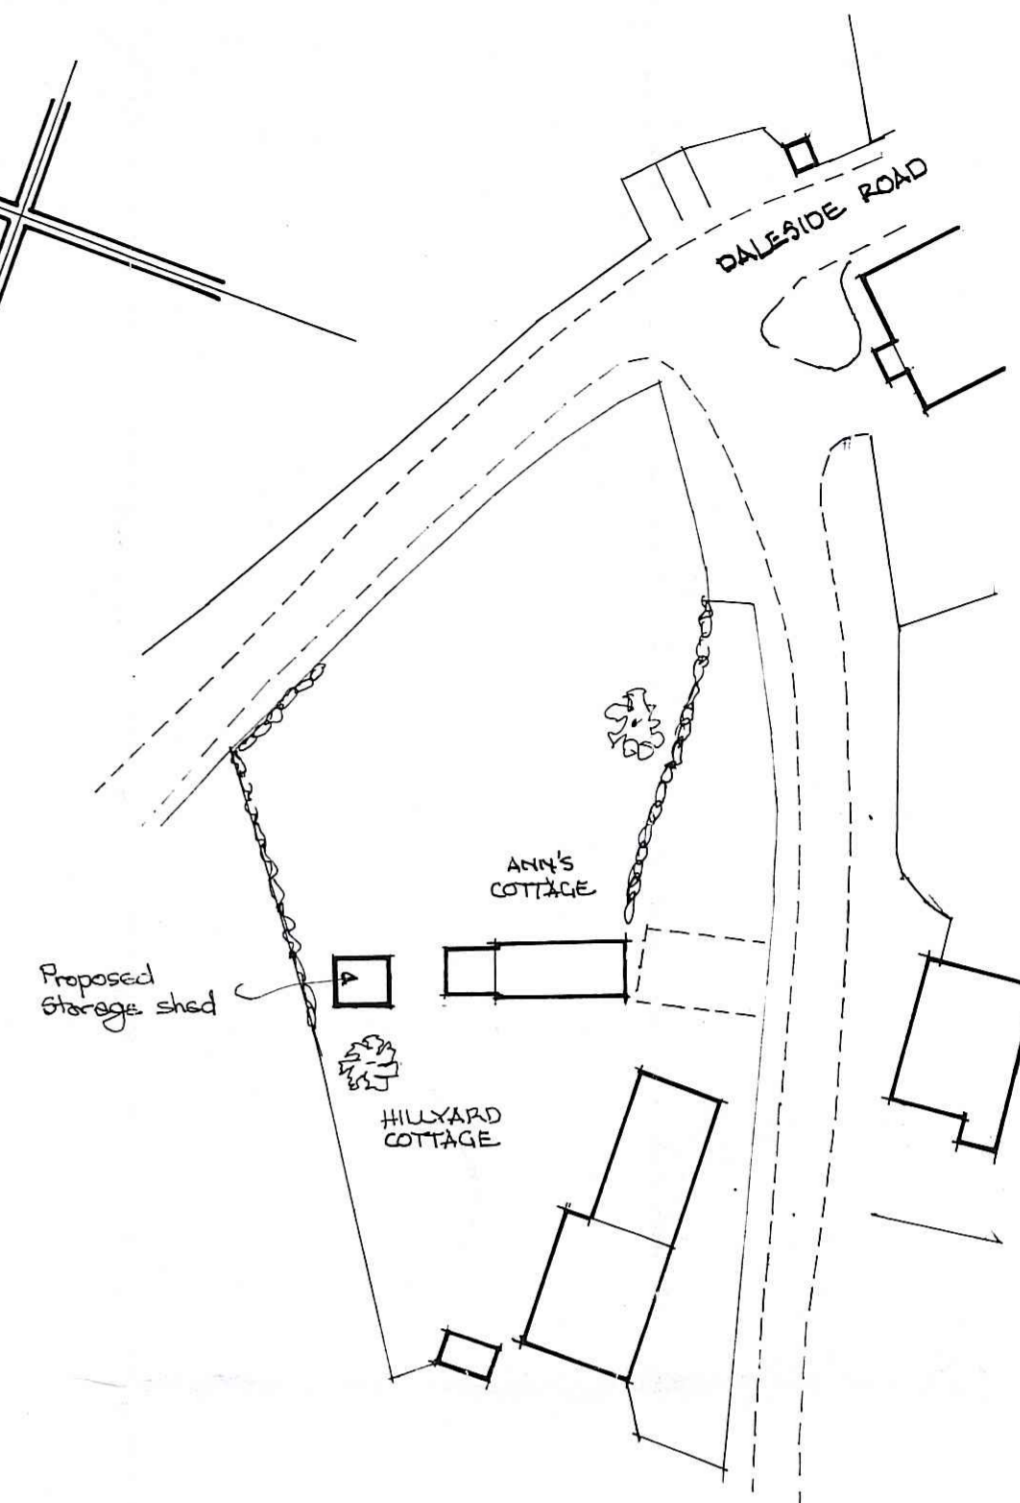 DALESIDE ROAD
ANN'S
COTTAGE
Proposed
Storage shed
A
HILLYARD
COTTAGE